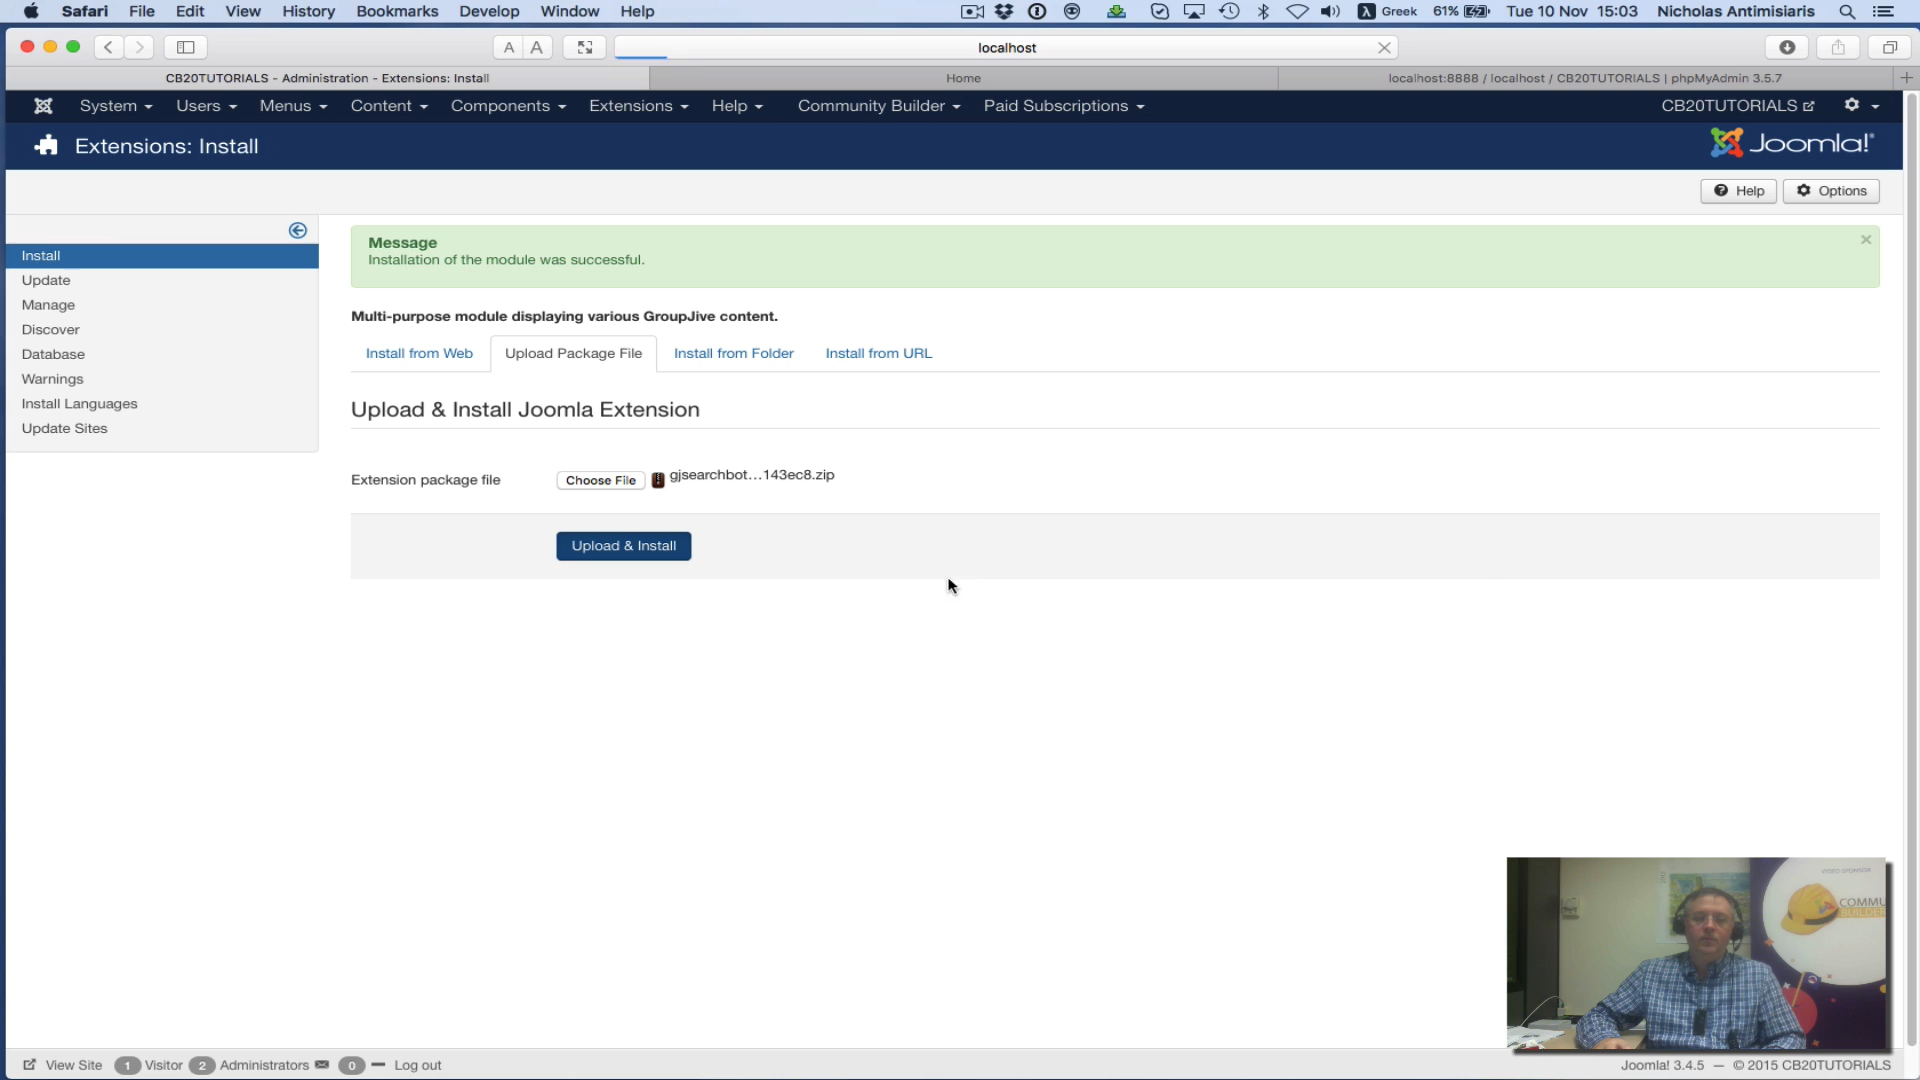 Safari File Edit View History Bookmarks Develop Window Help Greek 61% Tue 10 Nov 15:03 Nicholas Antimisiaris
A A localhost
CB20TUTORIALS - Administration - Extensions: Install Home localhost:8888 / localhost / CB20TUTORIALS | phpMyAdmin 3.5.7
System Users Menus Content Components Extensions Help Community Builder Paid Subscriptions CB20TUTORIALS
Extensions: Install Joomla!
Help Options
Install
Update
Manage
Discover
Database
Warnings
Install Languages
Update Sites
Message
Installation of the module was successful.
Multi-purpose module displaying various GroupJive content.
Install from Web Upload Package File Install from Folder Install from URL
Upload & Install Joomla Extension
Extension package file Choose File gjsearchbot...143ec8.zip
Upload & Install
VIDEO SPONSOR
COMMU
BUILDER
View Site 1 Visitor 2 Administrators 0 Log out Joomla! 3.4.5 — © 2015 CB20TUTORIALS